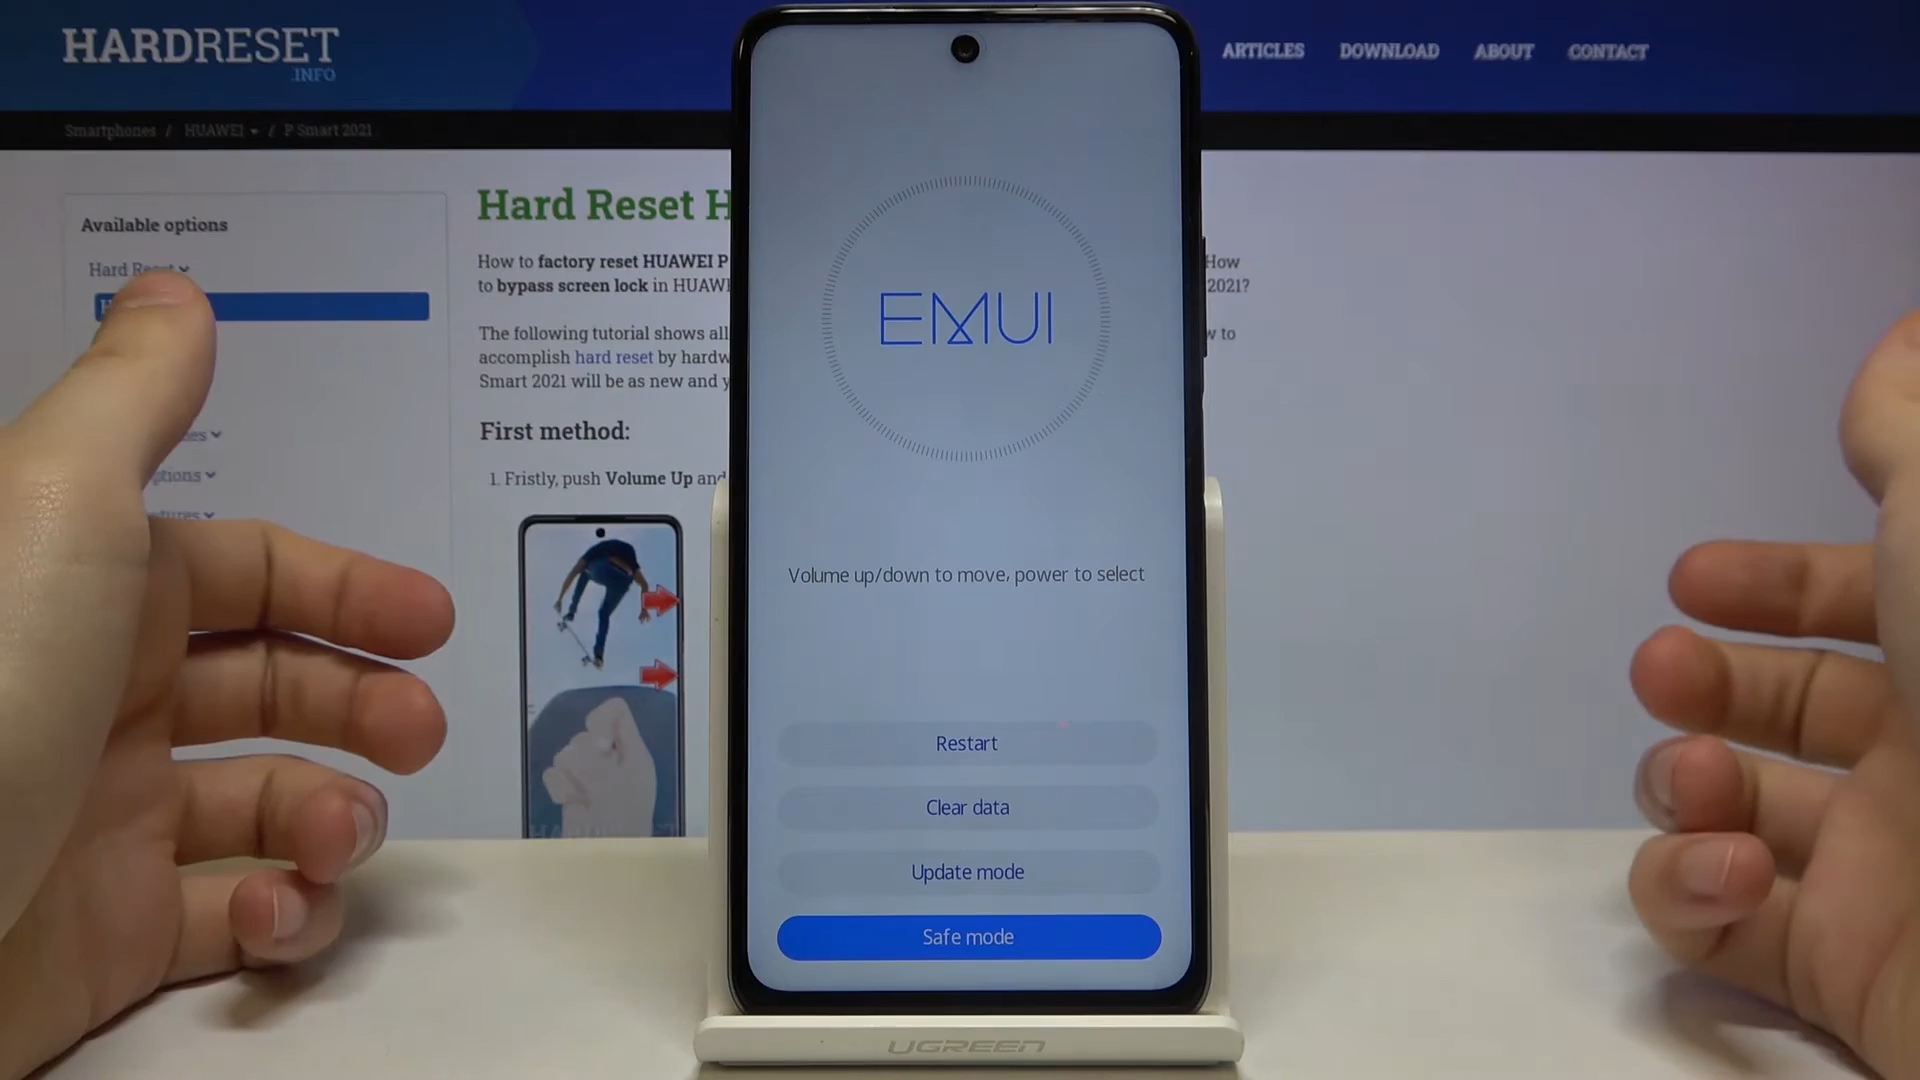 HARDRESET
.INFO
ARTICLES DOWNLOAD ABOUT CONTACT
Smartphones / HUAWEI / P Smart 2021
Available options
Hard
Hard Reset H
How to factory reset HUAWEI P
How
to bypass screen lock in HUAWE
2021?
The following tutorial shows all
to
accomplish hard reset by hardw
Smart 2021 will be as new and y
First method:
1. Fristly, push Volume Up and
EMUI
Volume up/down to move, power to select
Restart
Clear data
Update mode
Safe mode
UGREEN